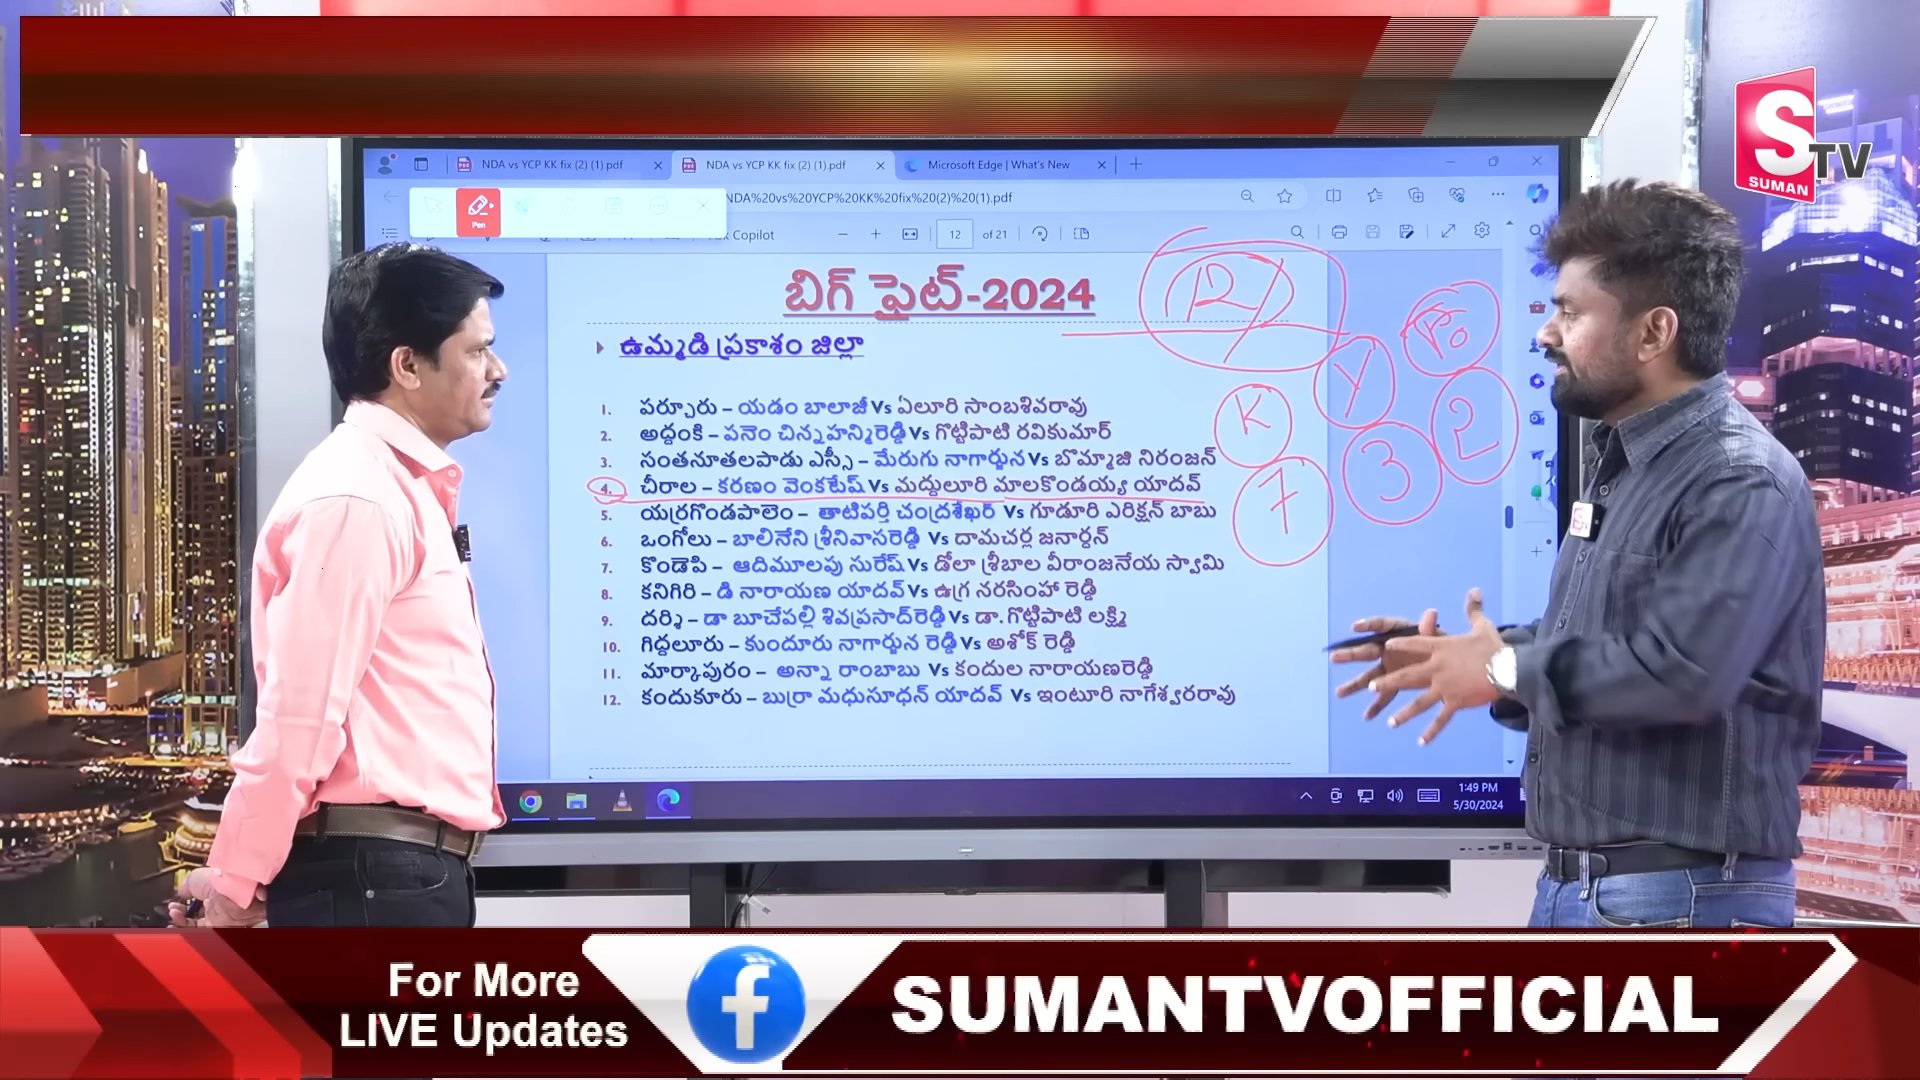 S
TV
SUMAN
NDA vs YCP KK fix (2) (1).pdf
NDA vs YCP KK fix (2) (1).pdf
Microsoft Edge | What's New
NDA%20vs%20YCP%20KK%20fix%20(2)%20(1).pdf
Pen
Copilot
12 of 21
బిగ్ ఫైట్-2024
ఉమ్మడి ప్రకాశం జిల్లా
1. పర్చూరు – యడం బాలాజీ Vs ఏలూరి సాంబశివరావు
2. అద్దంకి – పనెం చిన్నహన్మిరెడ్డి Vs గొట్టిపాటి రవికుమార్
3. సంతనూతలపాడు ఎస్సీ – మేరుగు నాగార్జున Vs బొమ్మాజి నిరంజన్
4. చీరాల – కరణం వెంకటేష్ Vs మద్దులూరి మాలకొండయ్య యాదవ్
5. యర్రగొండపాలెం – తాటిపర్తి చంద్రశేఖర్ Vs గూడూరి ఎరిక్షన్ బాబు
6. ఒంగోలు – బాలినేని శ్రీనివాసరెడ్డి Vs దామచర్ల జనార్దన్
7. కొండెపి – ఆదిమూలపు సురేష్ Vs డోలా శ్రీబాల వీరాంజనేయ స్వామి
8. కనిగిరి – డి నారాయణ యాదవ్ Vs ఉగ్ర నరసింహా రెడ్డి
9. దర్శి – డా బూచేపల్లి శివప్రసాద్‌రెడ్డి Vs డా. గొట్టిపాటి లక్ష్మి
10. గిద్దలూరు – కుందూరు నాగార్జున రెడ్డి Vs అశోక్ రెడ్డి
11. మార్కాపురం – అన్నా రాంబాబు Vs కందుల నారాయణరెడ్డి
12. కందుకూరు – బుర్రా మధుసూధన్ యాదవ్ Vs ఇంటూరి నాగేశ్వరరావు
12
K
Y
7
3
2
1:49 PM
5/30/2024
For More
LIVE Updates
f
SUMANTVOFFICIAL